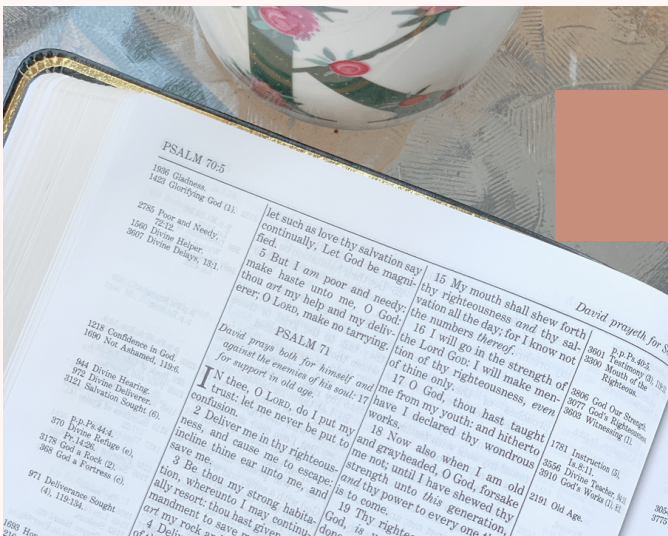 PSALM 70:5
1936 Gladness.
1423 Glorifying God (1).
2785 Poor and Needy,
72:12.
1560 Divine Helper.
3607 Divine Delays, 13:1.
1218 Confidence in God.
1690 Not Ashamed, 119:6.
944 Divine Hearing.
972 Divine Deliverer.
3121 Salvation Sought (6).
p.p.Ps.44:4.
370 Divine Refuge (e),
Pr.14:26.
3178 God a Rock (2).
368 God a Fortress (c).
971 Deliverance Sought
(4), 119:134.
let such as love thy salvation say
continually, Let God be magni-
fied.
5 But I am poor and needy:
make haste unto me, O God:
thou art my help and my deliv-
erer; O LORD, make no tarrying.
PSALM 71
David prays both for himself and
against the enemies of his soul: 17
for support in old age.
IN thee, O LORD, do I put my
trust: let me never be put to
confusion.
2 Deliver me in thy righteous-
ness, and cause me to escape:
incline thine ear unto me, and
save me.
3 Be thou my strong habita-
tion, whereunto I may continu-
ally resort: thou hast given
mandment to save
art my rock
15 My mouth shall shew forth
thy righteousness and thy sal-
vation all the day; for I know not
the numbers thereof.
16 I will go in the strength of
the Lord GOD: I will make men-
tion of thy righteousness, even
of thine only.
17 O God, thou hast taught
me from my youth: and hitherto
have I declared thy wondrous
works.
18 Now also when I am old
and grayheaded, O God, forsake
me not; until I have shewed thy
strength unto this generation,
and thy power to every one
is to come.
19 Thy
God, is
David prayeth for
p.p.Ps.40:5.
3601 Testimony (3),
3300 Mouth of the
Righteous.
3806 God Our Strength.
3077 God's Righteousness.
3603 Witnessing (1).
1781 Instruction (5),
Is.8:11.
3556 Divine Teacher,
3910 God's Works (1),
2191 Old Age.